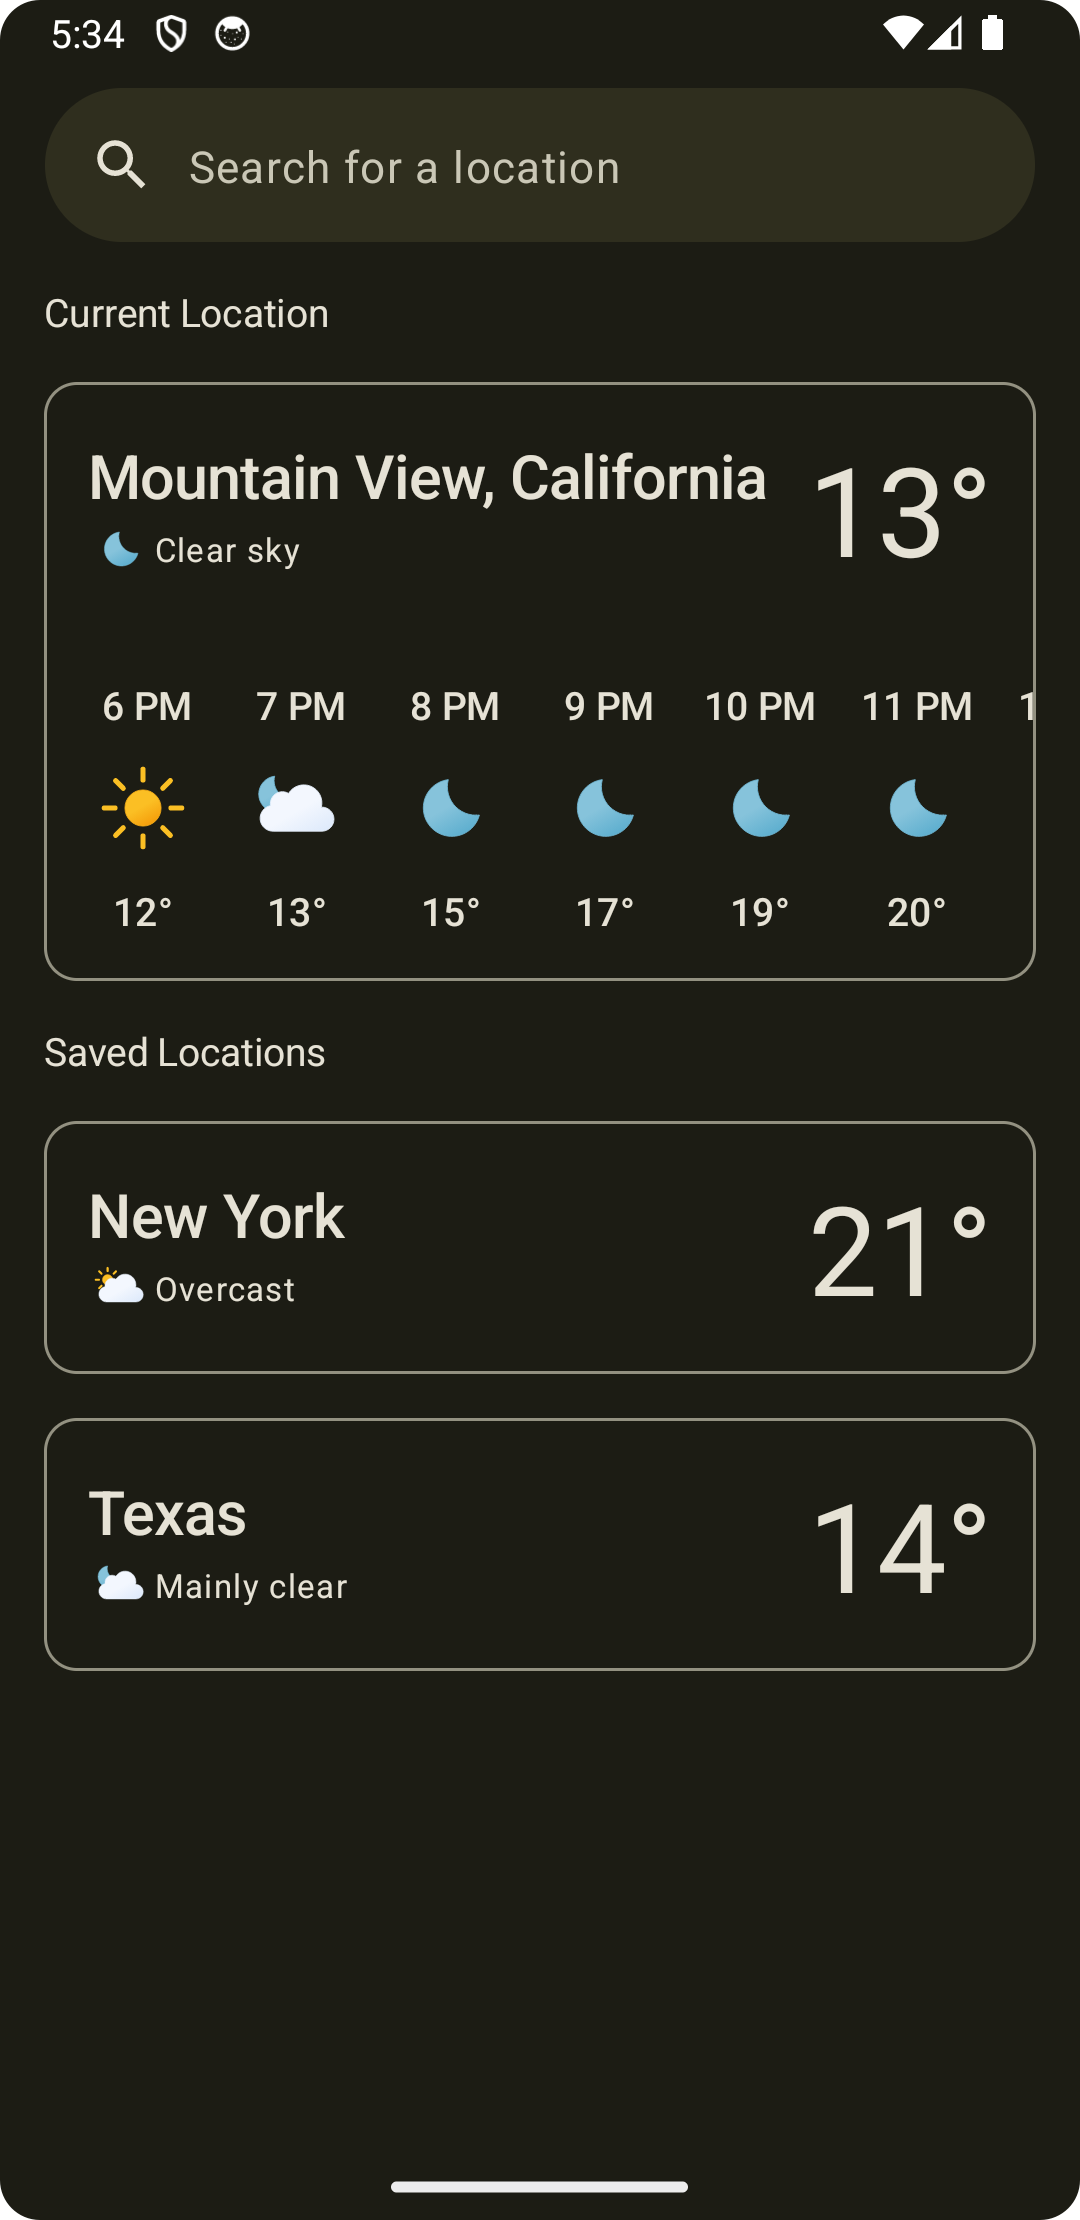 5:34
Search for a location
Current Location
Mountain View, California
13°
Clear sky
6 PM 7 PM 8 PM 9 PM 10 PM 11 PM
12° 13° 15° 17° 19° 20°
Saved Locations
New York
21°
Overcast
Texas
14°
Mainly clear